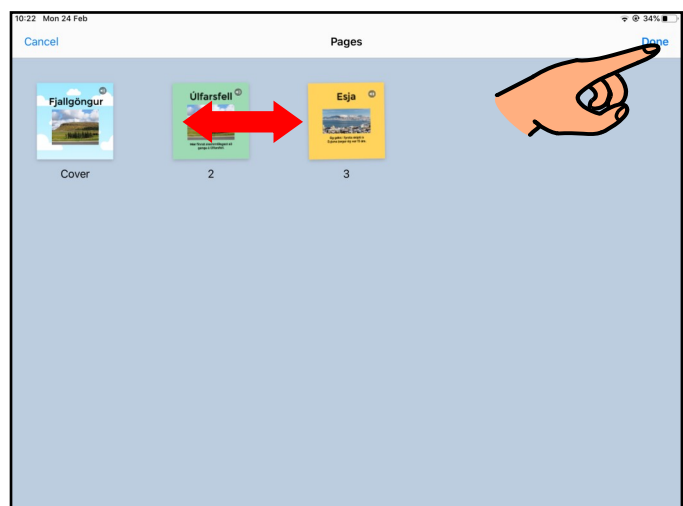 10:22 Mon 24 Feb
34%
Cancel
Pages
Done
Fjallgöngur
Úlfarsfell
Esja
Cover
2
3